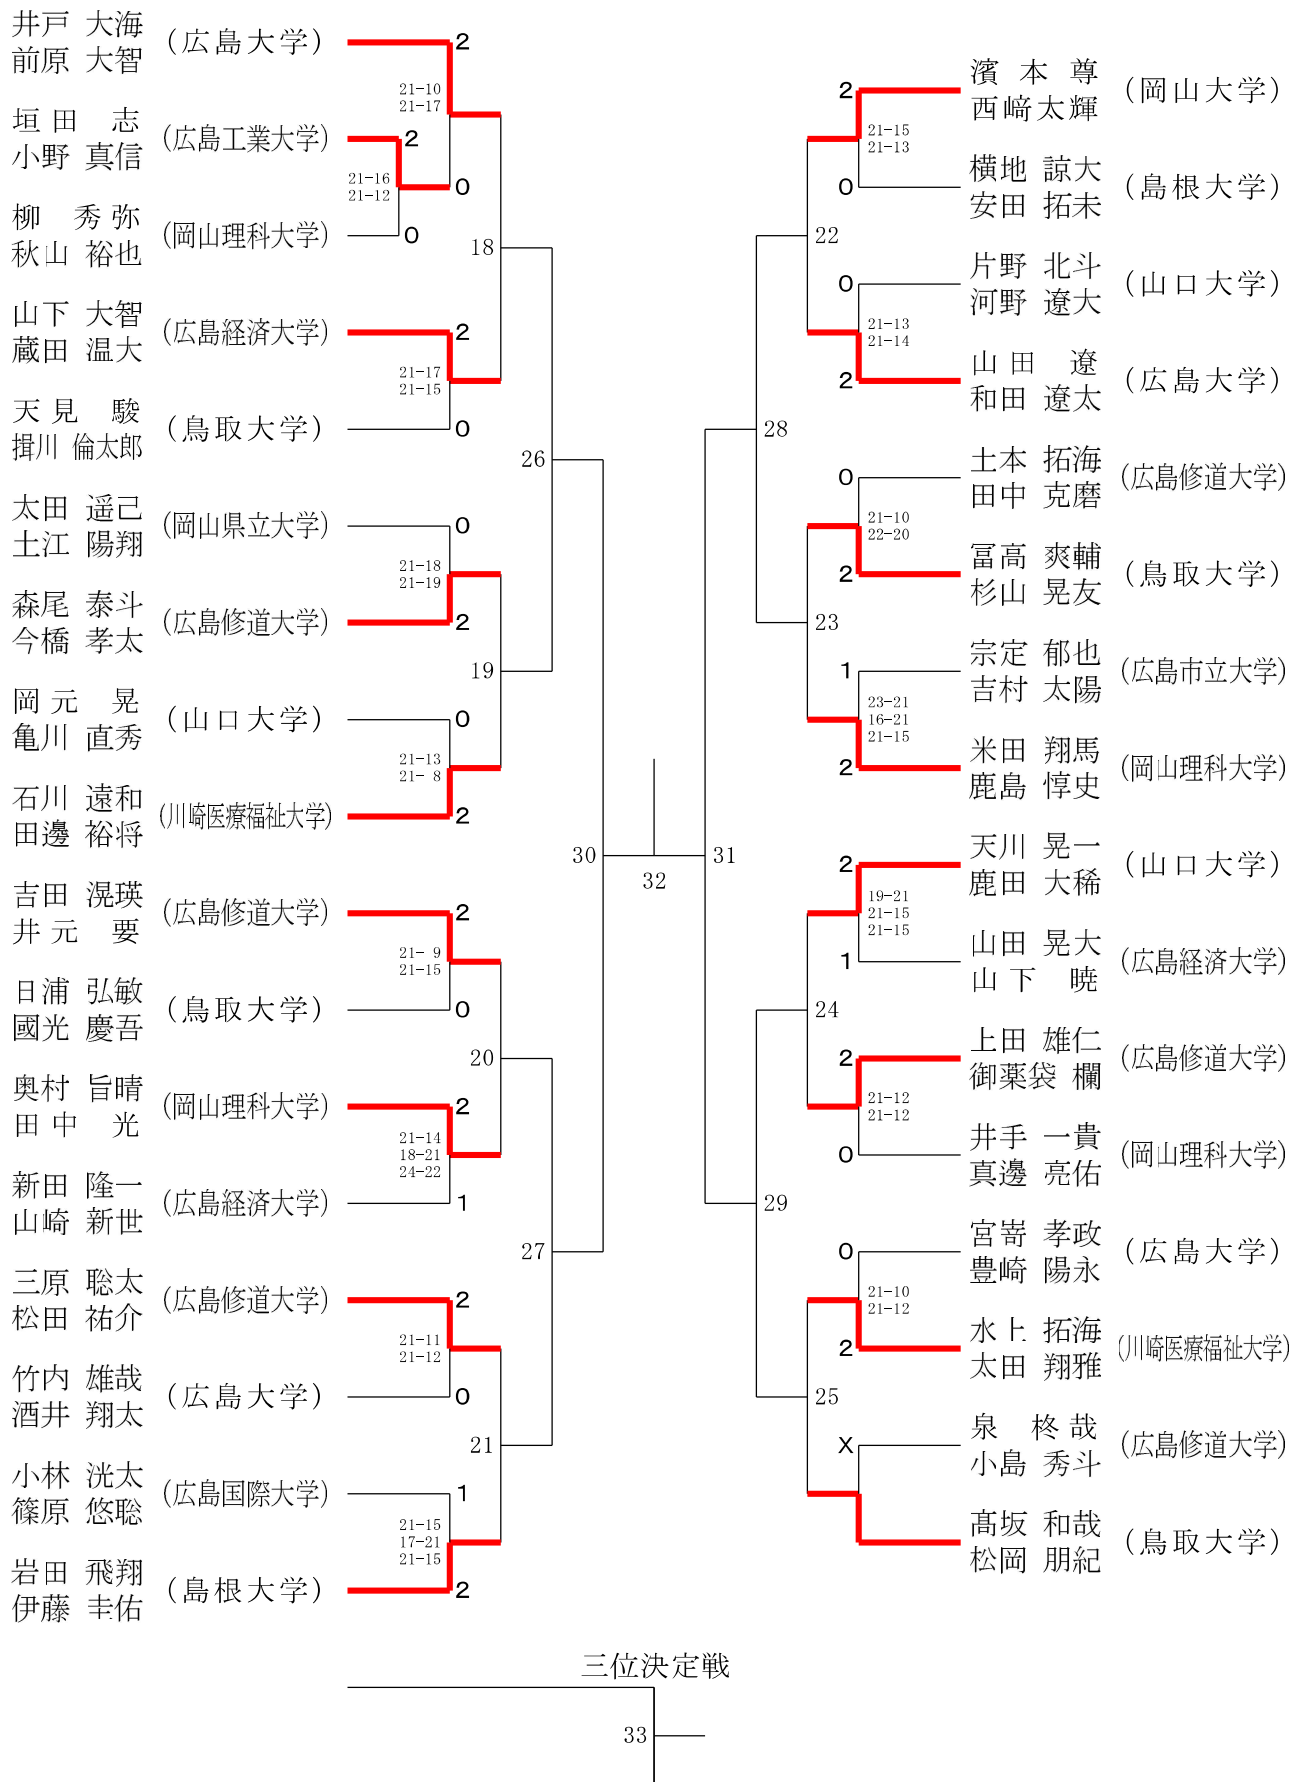 井戸 大海
前原 大智
(広島大学)
2
21-10
21-17
垣田 志
小野 真信
(広島工業大学)
2
0
21-16
21-12
柳 秀弥
秋山 裕也
(岡山理科大学)
0
18
山下 大智
蔵田 温大
(広島経済大学)
2
21-17
21-15
天見 駿
揖川 倫太郎
(鳥取大学)
0
26
太田 遥己
土江 陽翔
(岡山県立大学)
0
21-18
21-19
森尾 泰斗
今橋 孝太
(広島修道大学)
2
19
岡元 晃
亀川 直秀
(山口大学)
0
21-13
21- 8
石川 遠和
田邊 裕将
(川崎医療福祉大学)
2
30
吉田 滉瑛
井元 要
(広島修道大学)
2
21- 9
21-15
日浦 弘敏
國光 慶吾
(鳥取大学)
0
20
奥村 旨晴
田中 光
(岡山理科大学)
2
21-14
18-21
24-22
新田 隆一
山崎 新世
(広島経済大学)
1
27
三原 聡太
松田 祐介
(広島修道大学)
2
21-11
21-12
竹内 雄哉
酒井 翔太
(広島大学)
0
21
小林 洸太
篠原 悠聡
(広島国際大学)
1
21-15
17-21
21-15
岩田 飛翔
伊藤 圭佑
(島根大学)
2
32
濱本 尊
西﨑太輝
(岡山大学)
2
21-15
21-13
横地 諒大
安田 拓未
(島根大学)
0
22
片野 北斗
河野 遼大
(山口大学)
0
21-13
21-14
山田 遼
和田 遼太
(広島大学)
2
28
土本 拓海
田中 克磨
(広島修道大学)
0
21-10
22-20
冨高 爽輔
杉山 晃友
(鳥取大学)
2
23
宗定 郁也
吉村 太陽
(広島市立大学)
1
23-21
16-21
21-15
米田 翔馬
鹿島 惇史
(岡山理科大学)
2
31
天川 晃一
鹿田 大稀
(山口大学)
2
19-21
21-15
21-15
山田 晃大
山下 暁
(広島経済大学)
1
24
上田 雄仁
御薬袋 欄
(広島修道大学)
2
21-12
21-12
井手 一貴
真邊 亮佑
(岡山理科大学)
0
29
宮嵜 孝政
豊崎 陽永
(広島大学)
0
21-10
21-12
水上 拓海
太田 翔雅
(川崎医療福祉大学)
2
25
泉 柊哉
小島 秀斗
(広島修道大学)
X
髙坂 和哉
松岡 朋紀
(鳥取大学)
三位決定戦
33